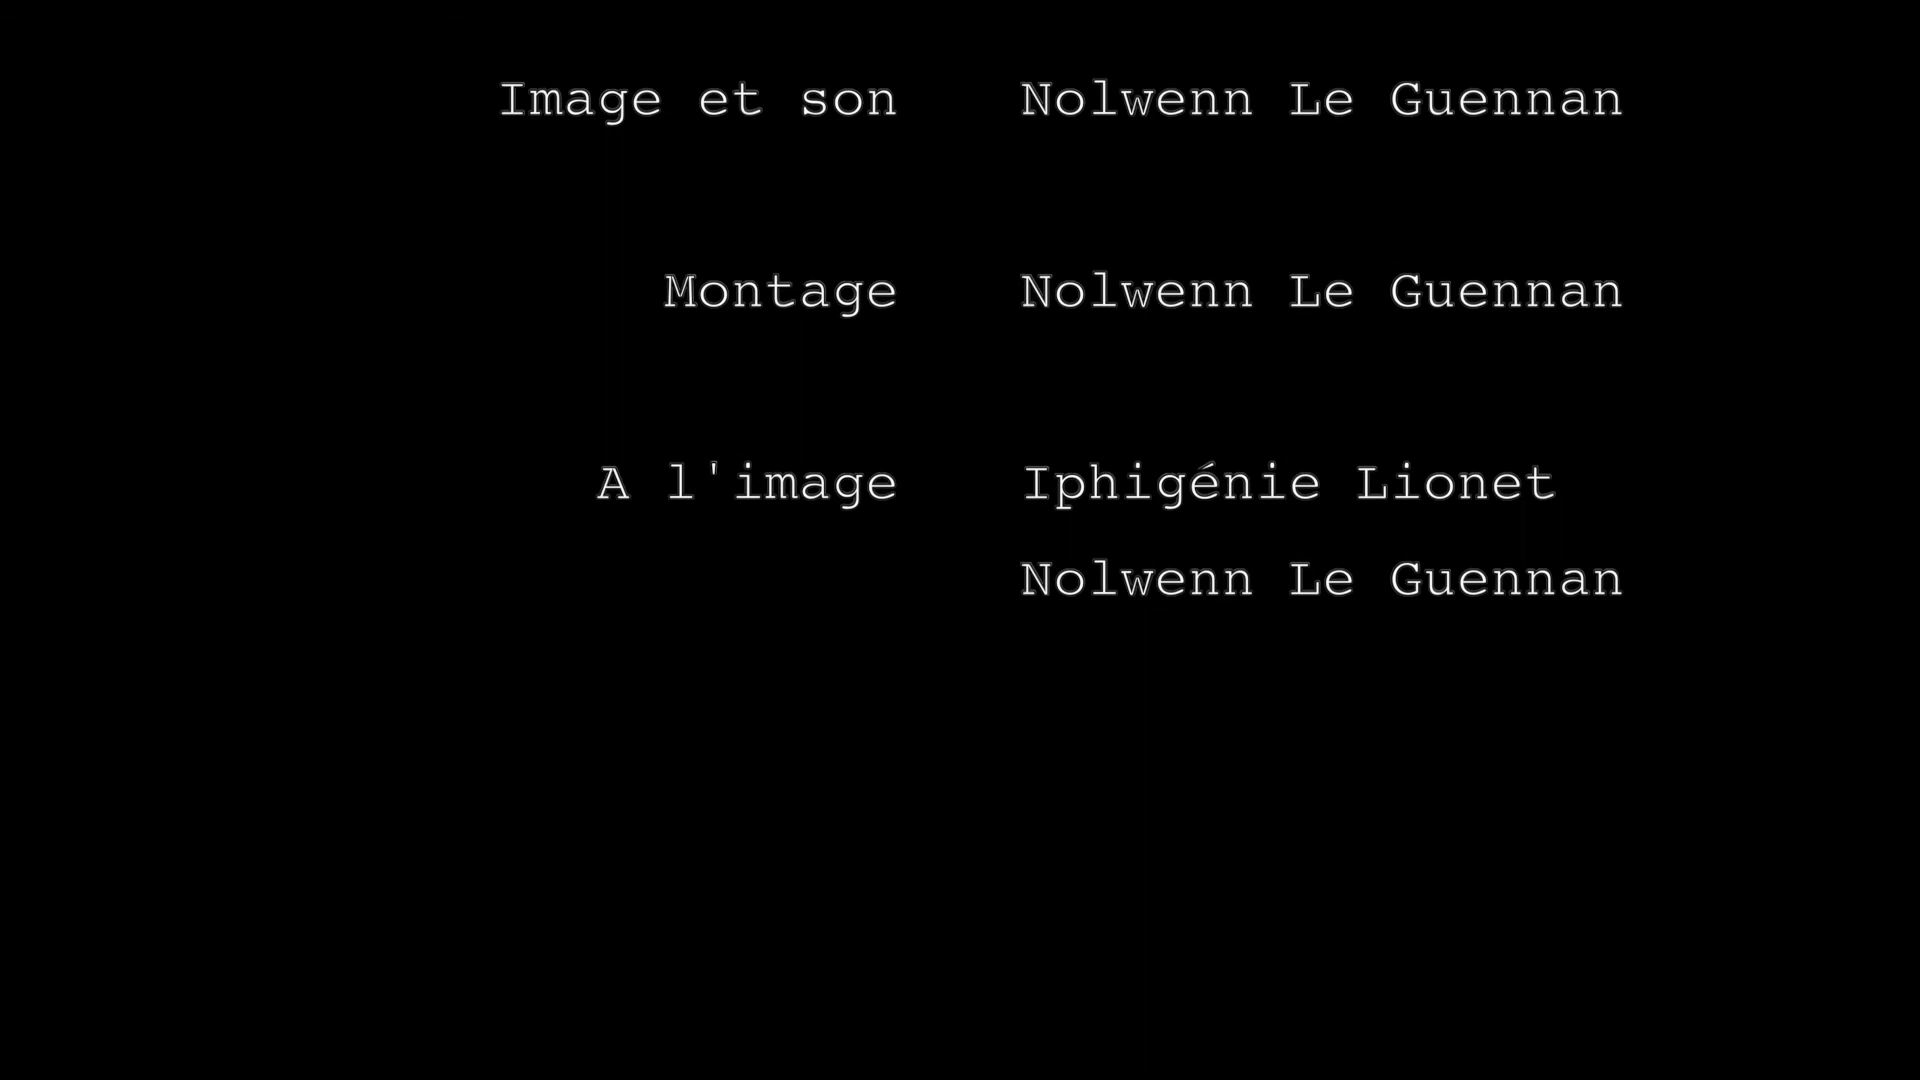 Image et son Nolwenn Le Guennan
Montage Nolwenn Le Guennan
A l'image Iphigénie Lionet
Nolwenn Le Guennan